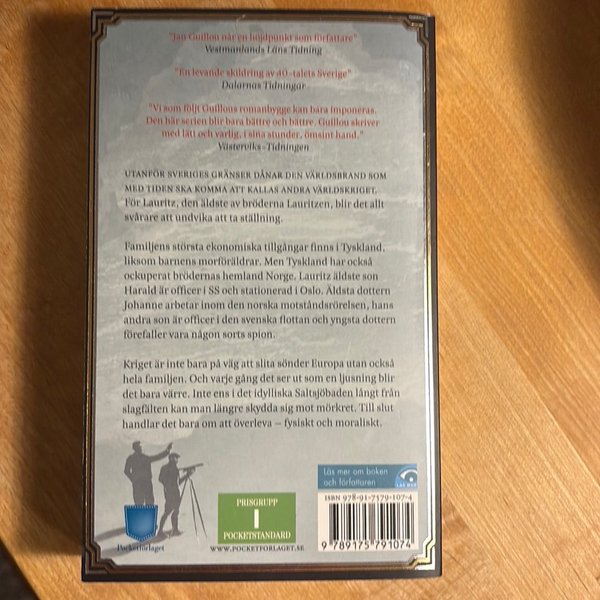 "Jan Guillou når en höjdpunkt som författare"
Vestmanlands Läns Tidning
"En levande skildring av 40-talets Sverige"
Dalarnas Tidningar
"Vi som följt Guillous romanbygge kan bara imponeras.
Den här serien blir bara bättre och bättre. Guillou skriver
med lätt och varlig, i sina stunder, ömsint hand."
Västerviks-Tidningen
UTANFÖR SVERIGES GRÄNSER DÅNAR DEN VÄRLDSBRAND SOM
MED TIDEN SKA KOMMA ATT KALLAS ANDRA VÄRLDSKRIGET.
För Lauritz, den äldste av bröderna Lauritzen, blir det allt
svårare att undvika att ta ställning.
Familjens största ekonomiska tillgångar finns i Tyskland,
liksom barnens morföräldrar. Men Tyskland har också
ockuperat brödernas hemland Norge. Lauritz äldste son
Harald är officer i SS och stationerad i Oslo. Äldsta dottern
Johanne arbetar inom den norska motståndsrörelsen, hans
andra son är officer i den svenska flottan och yngsta dottern
förefaller vara någon sorts spion.
Kriget är inte bara på väg att slita sönder Europa utan också
hela familjen. Och varje gång det ser ut som en ljusning blir
det bara värre. Inte ens i det idylliska Saltsjöbaden långt från
slagfälten kan man längre skydda sig mot mörkret. Till slut
handlar det bara om att överleva – fysiskt och moraliskt.
Läs mer om boken
och författaren
ISBN 978-91-7579-107-4
PRISGRUPP
I
POCKETSTANDARD
Pocketförlaget
WWW.POCKETFORLAGET.SE
9 789175 791074